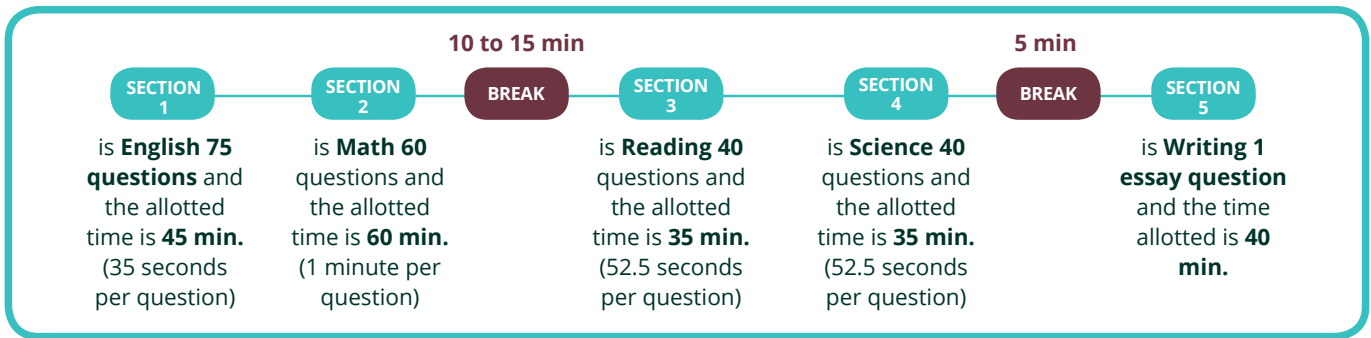 10 to 15 min
5 min
SECTION
1
SECTION
2
BREAK
SECTION
3
SECTION
4
BREAK
SECTION
5
is English 75
questions and
the allotted
time is 45 min.
(35 seconds
per question)
is Math 60
questions and
the allotted
time is 60 min.
(1 minute per
question)
is Reading 40
questions and
the allotted
time is 35 min.
(52.5 seconds
per question)
is Science 40
questions and
the allotted
time is 35 min.
(52.5 seconds
per question)
is Writing 1
essay question
and the time
allotted is 40
min.